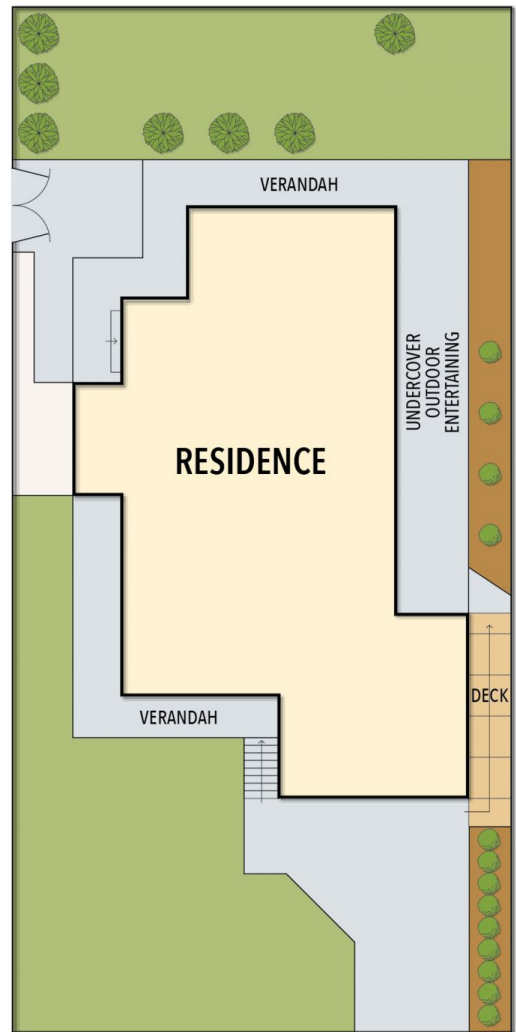 VERANDAH
UNDERCOVER
OUTDOOR
ENTERTAINING
RESIDENCE
DECK
VERANDAH